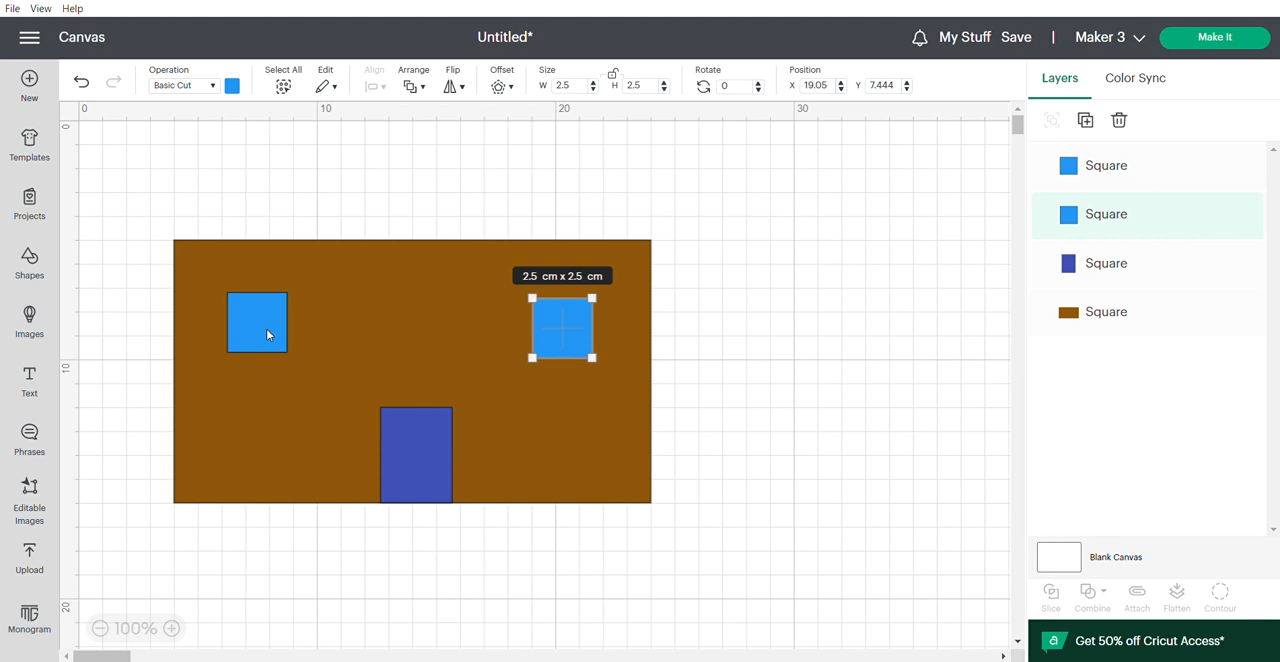 File View Help
Canvas
Untitled*
My Stuff Save | Maker 3 Make It
Operation
Basic Cut
Select All Edit Align Arrange Flip Offset
Size
W 2.5 H 2.5
Rotate
0
Position
X 19.05 Y 7.444
New
Templates
Projects
Shapes
Images
Text
Phrases
Editable
Images
Upload
Monogram
0 10 20 30
0
10
20
2.5 cm x 2.5 cm
100%
Layers Color Sync
Square
Square
Square
Square
Blank Canvas
Slice Combine Attach Flatten Contour
a Get 50% off Cricut Access*